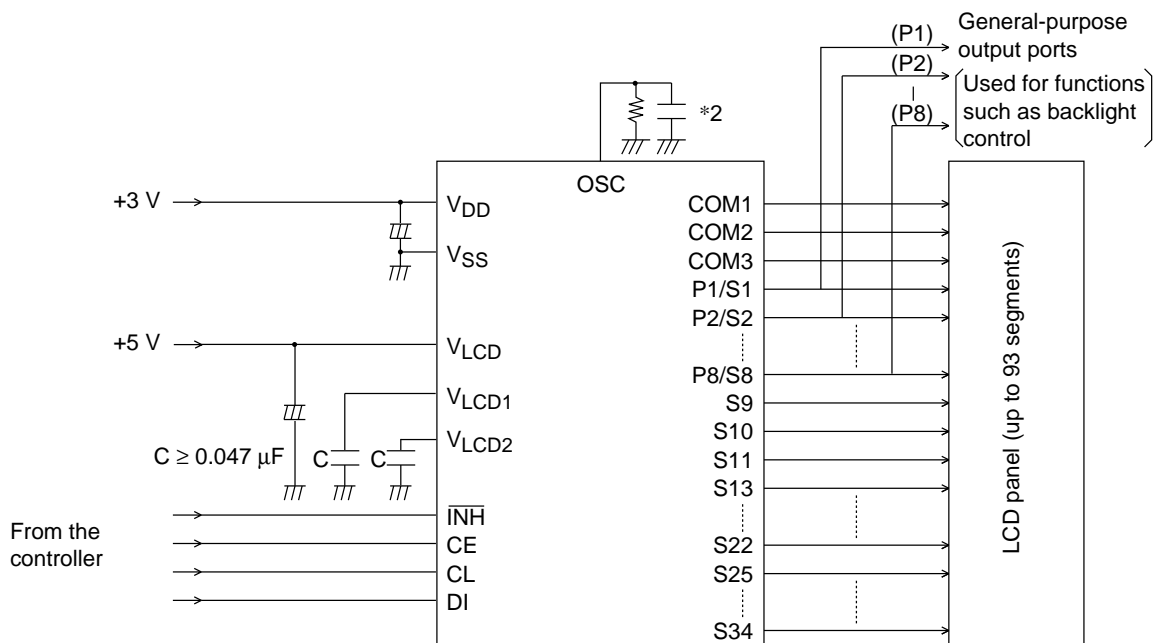 (P1)
General-purpose
output ports
(P2)
(P8)
Used for functions
such as backlight
control
*2
OSC
+3 V
VDD
VSS
+5 V
VLCD
VLCD1
VLCD2
C ≥ 0.047 μF
C
C
From the
controller
INH
CE
CL
DI
COM1
COM2
COM3
P1/S1
P2/S2
P8/S8
S9
S10
S11
S13
S22
S25
S34
LCD panel (up to 93 segments)